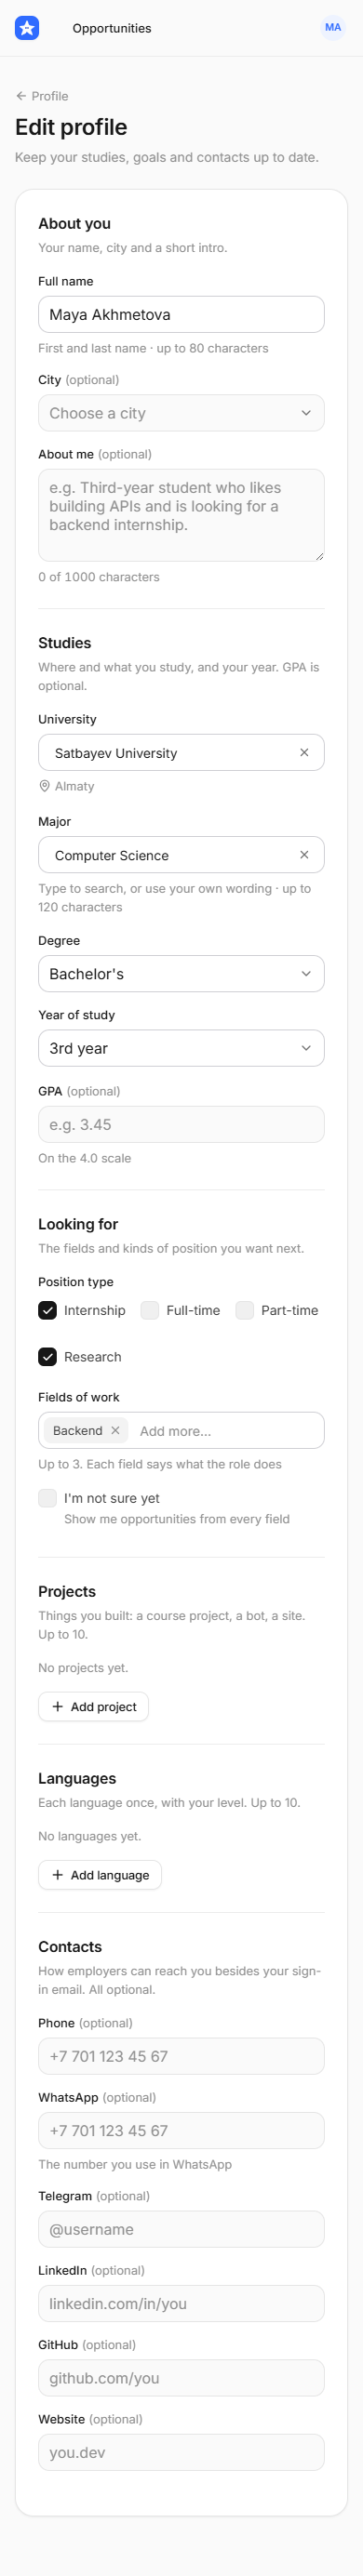 Opportunities
MA
Profile
Edit profile
Keep your studies, goals and contacts up to date.
About you
Your name, city and a short intro.
Full name
Maya Akhmetova
First and last name · up to 80 characters
City (optional)
Choose a city
About me (optional)
e.g. Third-year student who likes
building APIs and is looking for a
backend internship.
0 of 1000 characters
Studies
Where and what you study, and your year. GPA is
optional.
University
Satbayev University
Almaty
Major
Computer Science
Type to search, or use your own wording · up to
120 characters
Degree
Bachelor's
Year of study
3rd year
GPA (optional)
e.g. 3.45
On the 4.0 scale
Looking for
The fields and kinds of position you want next.
Position type
Internship Full-time Part-time
Research
Fields of work
Backend Add more...
Up to 3. Each field says what the role does
I'm not sure yet
Show me opportunities from every field
Projects
Things you built: a course project, a bot, a site.
Up to 10.
No projects yet.
Add project
Languages
Each language once, with your level. Up to 10.
No languages yet.
Add language
Contacts
How employers can reach you besides your sign-
in email. All optional.
Phone (optional)
+7 701 123 45 67
WhatsApp (optional)
+7 701 123 45 67
The number you use in WhatsApp
Telegram (optional)
@username
LinkedIn (optional)
linkedin.com/in/you
GitHub (optional)
github.com/you
Website (optional)
you.dev